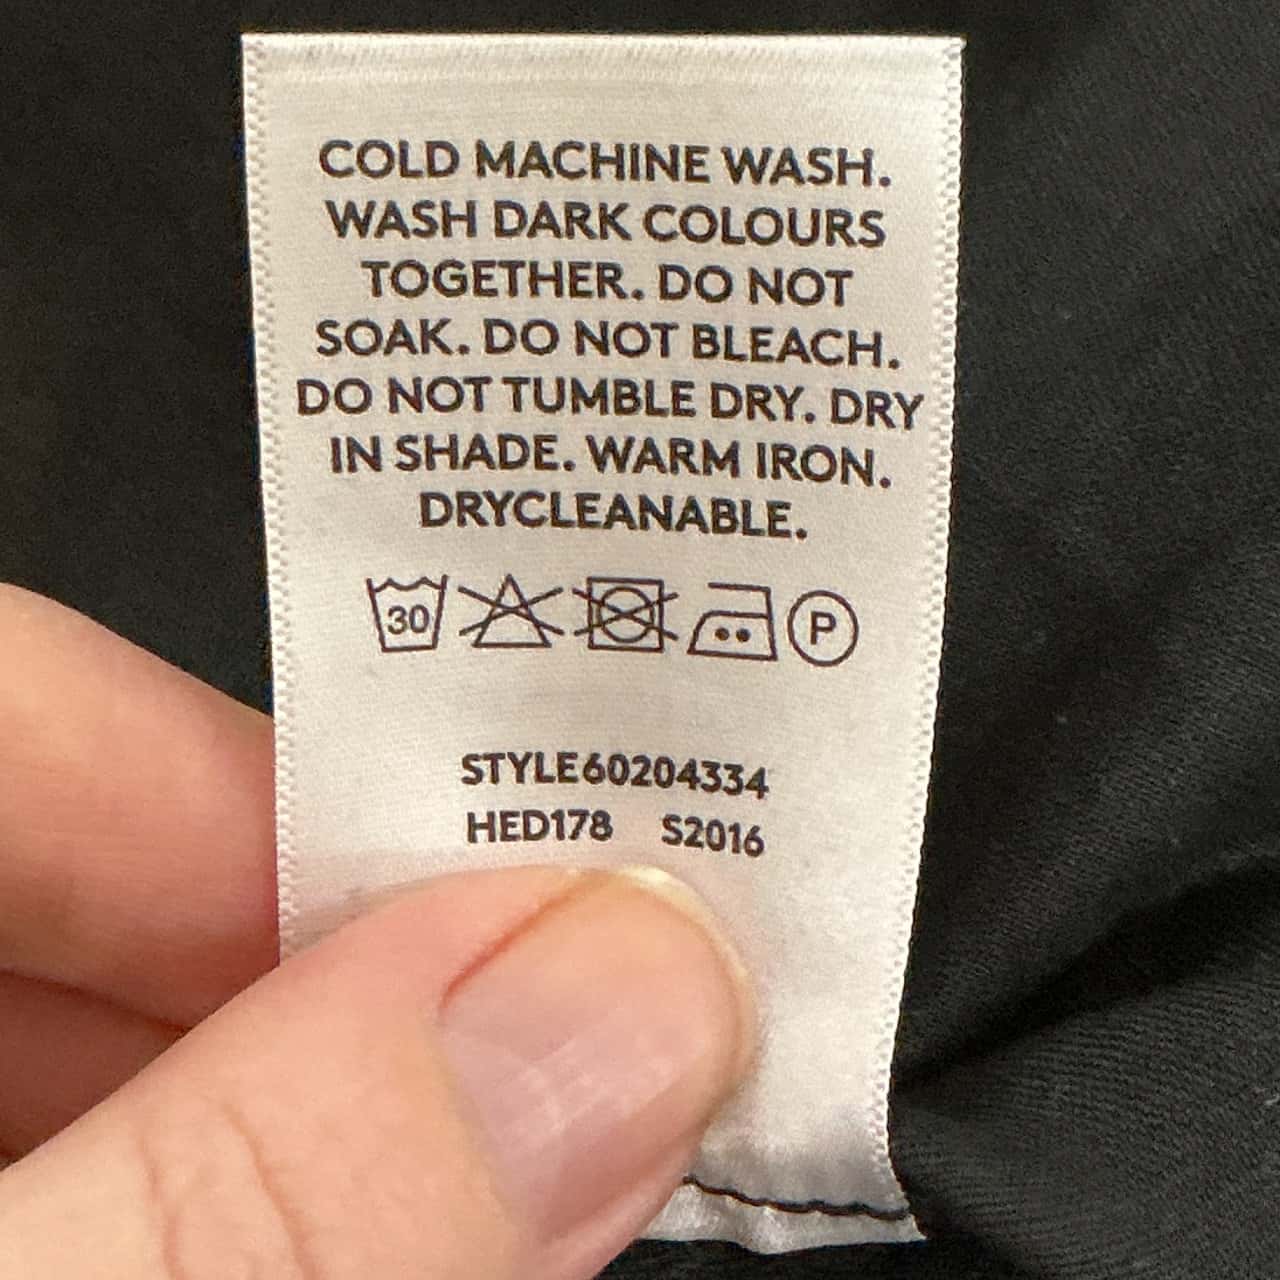 COLD MACHINE WASH.
WASH DARK COLOURS
TOGETHER. DO NOT
SOAK. DO NOT BLEACH.
DO NOT TUMBLE DRY. DRY
IN SHADE. WARM IRON.
DRYCLEANABLE.
30 P
STYLE60204334
HED178 S2016